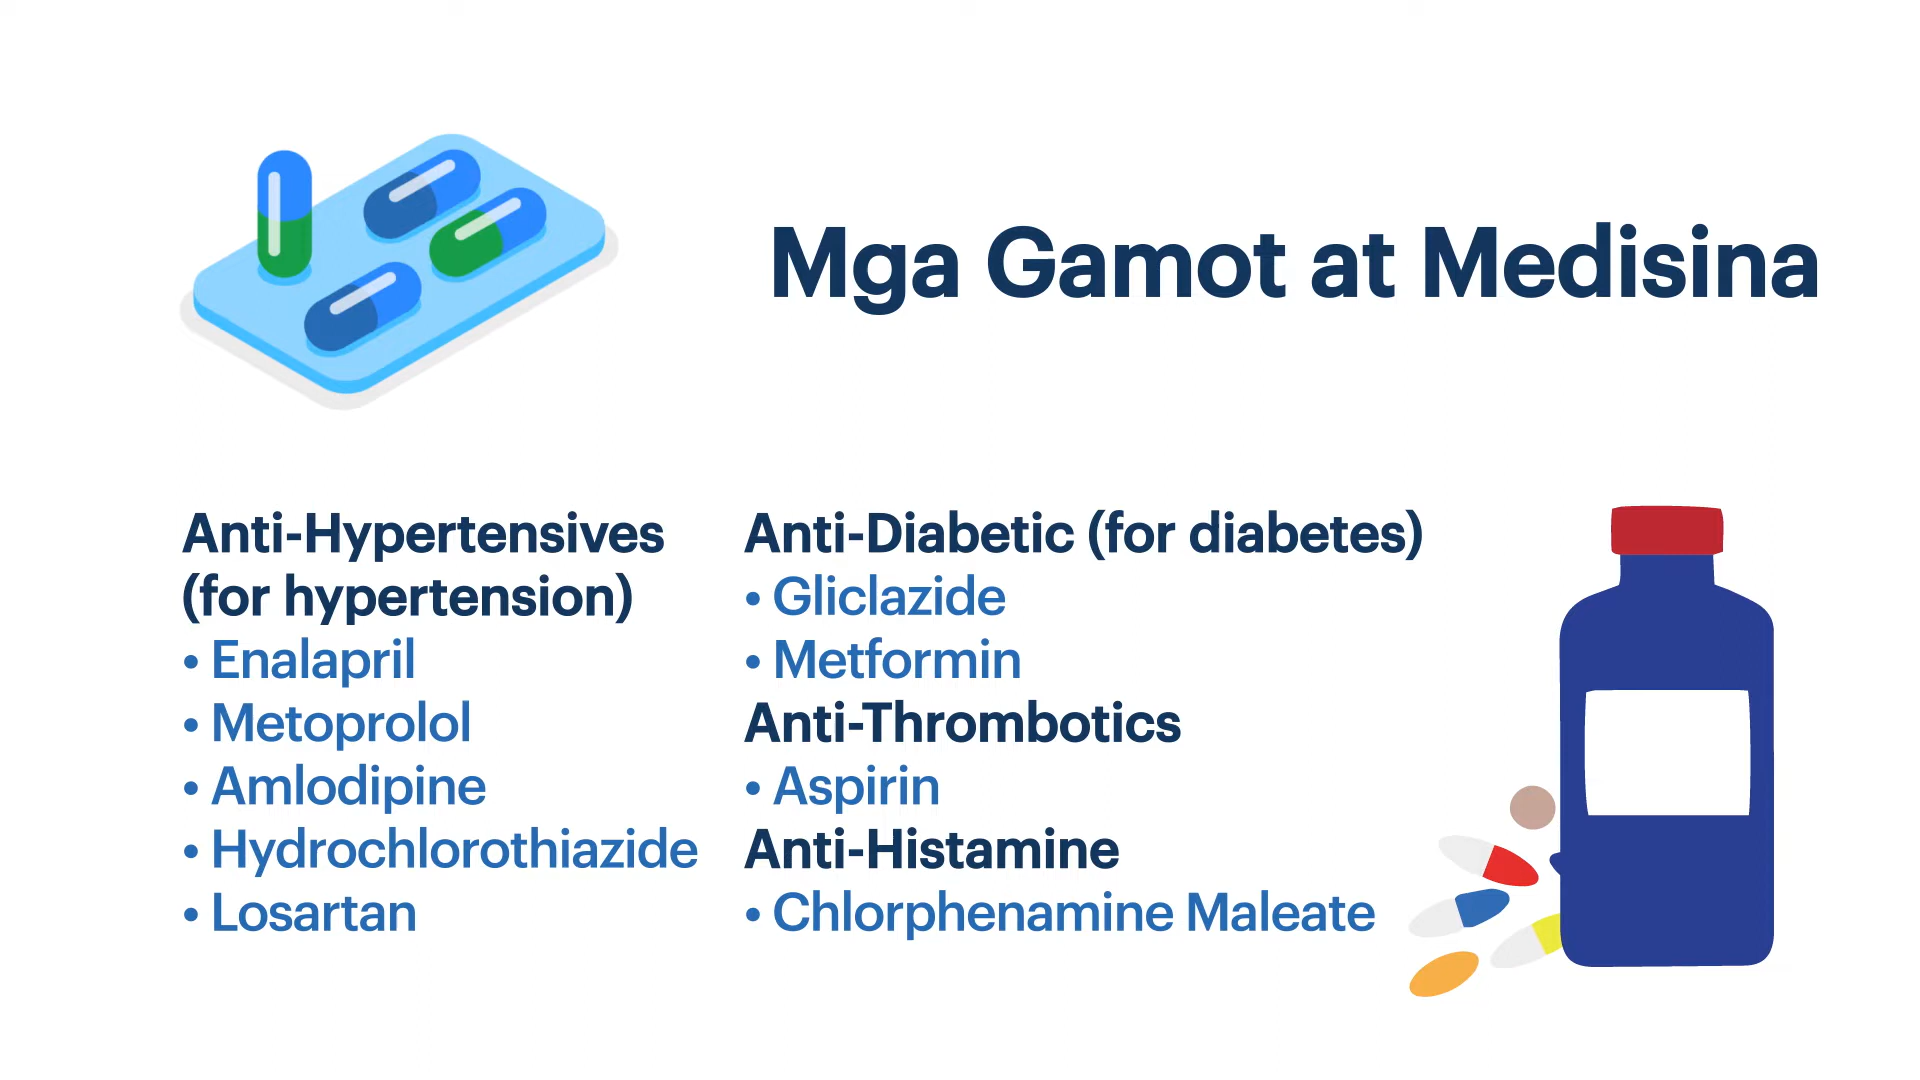 Mga Gamot at Medisina
Anti-Hypertensives
(for hypertension)
• Enalapril
• Metoprolol
• Amlodipine
• Hydrochlorothiazide
• Losartan
Anti-Diabetic (for diabetes)
• Gliclazide
• Metformin
Anti-Thrombotics
• Aspirin
Anti-Histamine
• Chlorphenamine Maleate